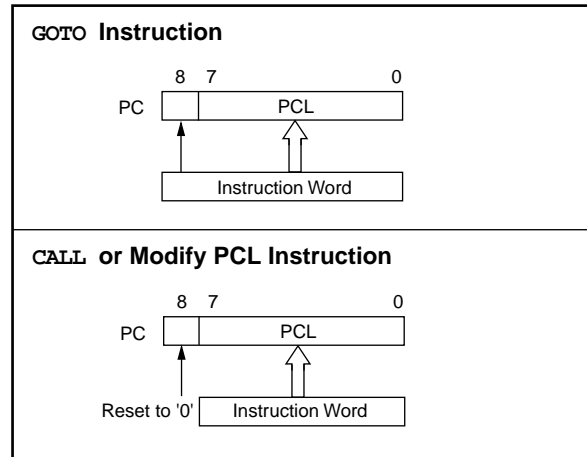 GOTO Instruction
8 7 0
PC PCL
Instruction Word
CALL or Modify PCL Instruction
8 7 0
PC PCL
Reset to '0' Instruction Word